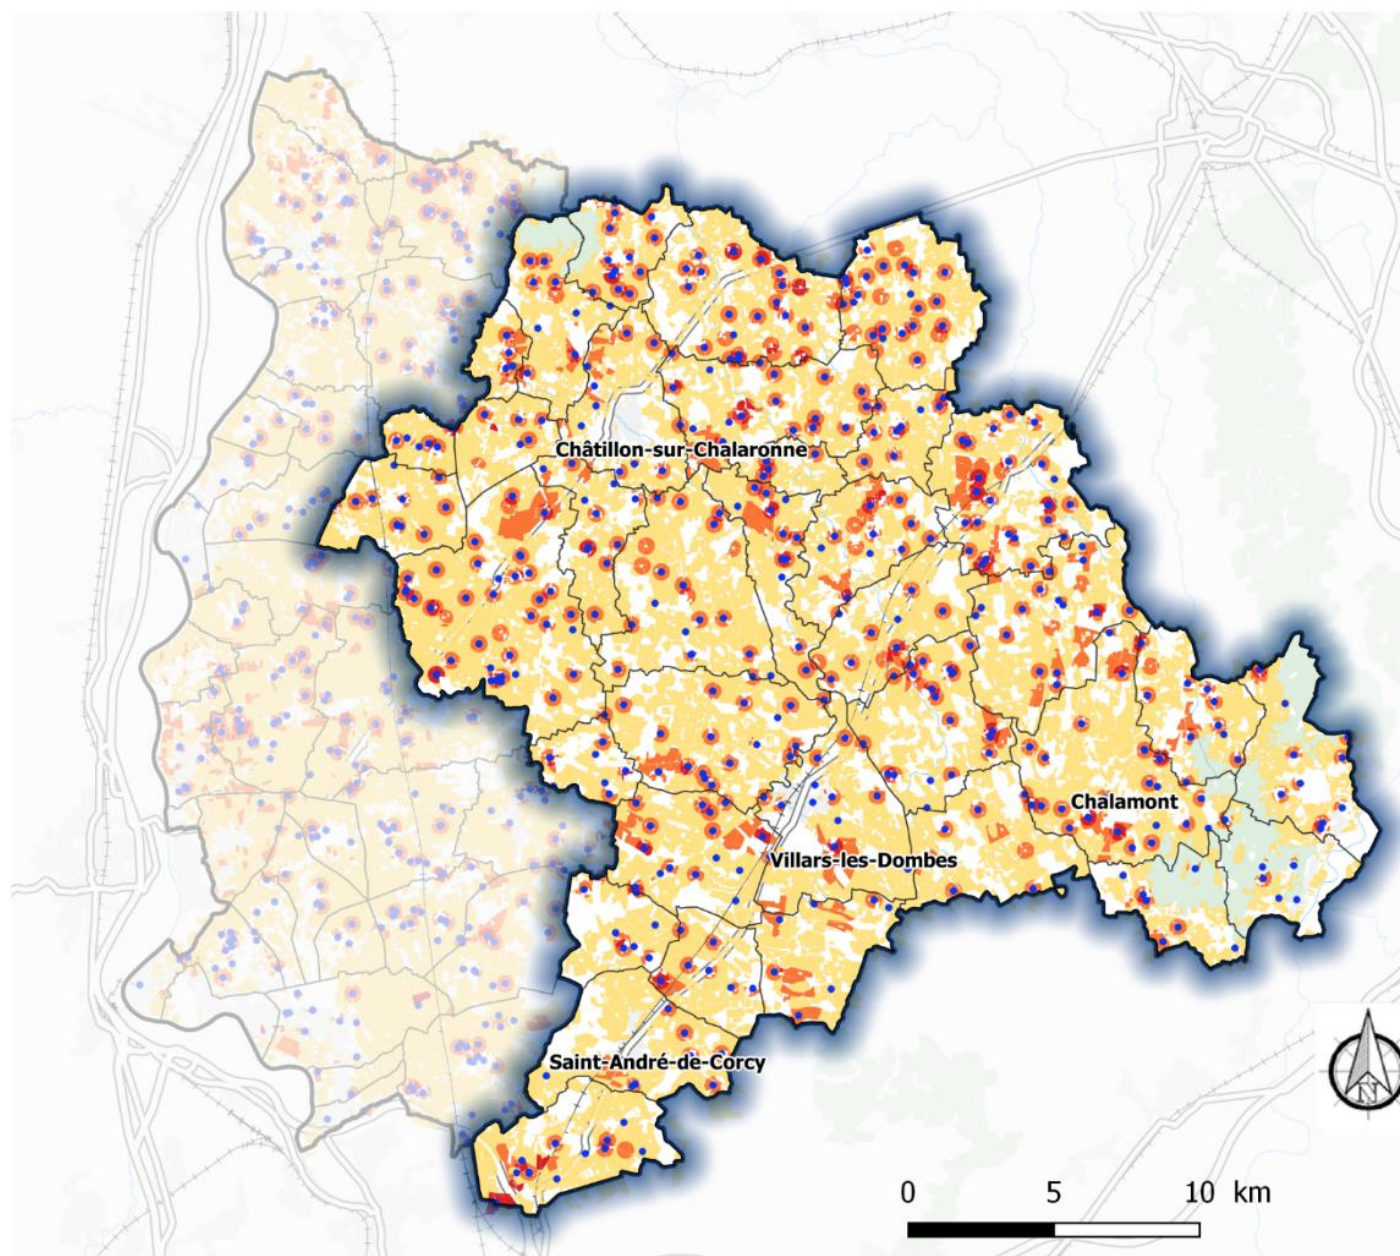 Châtillon-sur-Chalaronne
Chalamont
Villars-les-Dombes
Saint-André-de-Corcy
N
0 5 10 km